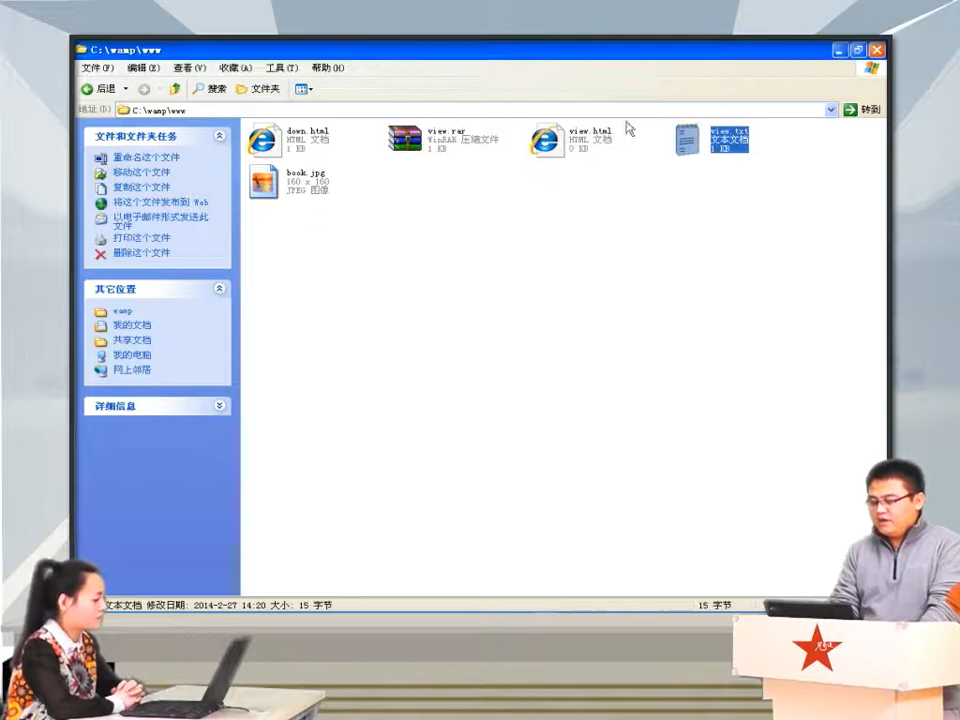 C:\wamp\www
文件(F) 编辑(E) 查看(V) 收藏(A) 工具(T) 帮助(H)
后退 搜索 文件夹
地址(D) C:\wamp\www 转到
文件和文件夹任务
重命名这个文件
移动这个文件
复制这个文件
将这个文件发布到 Web
以电子邮件形式发送此
文件
打印这个文件
删除这个文件
其它位置
wamp
我的文档
共享文档
我的电脑
网上邻居
详细信息
down.html
HTML 文档
1 KB
view.rar
WinRAR 压缩文件
1 KB
view.html
HTML 文档
0 KB
view.txt
文本文档
1 KB
book.jpg
160 x 160
JPEG 图像
文本文档 修改日期: 2014-2-27 14:20 大小: 15 字节 15 字节